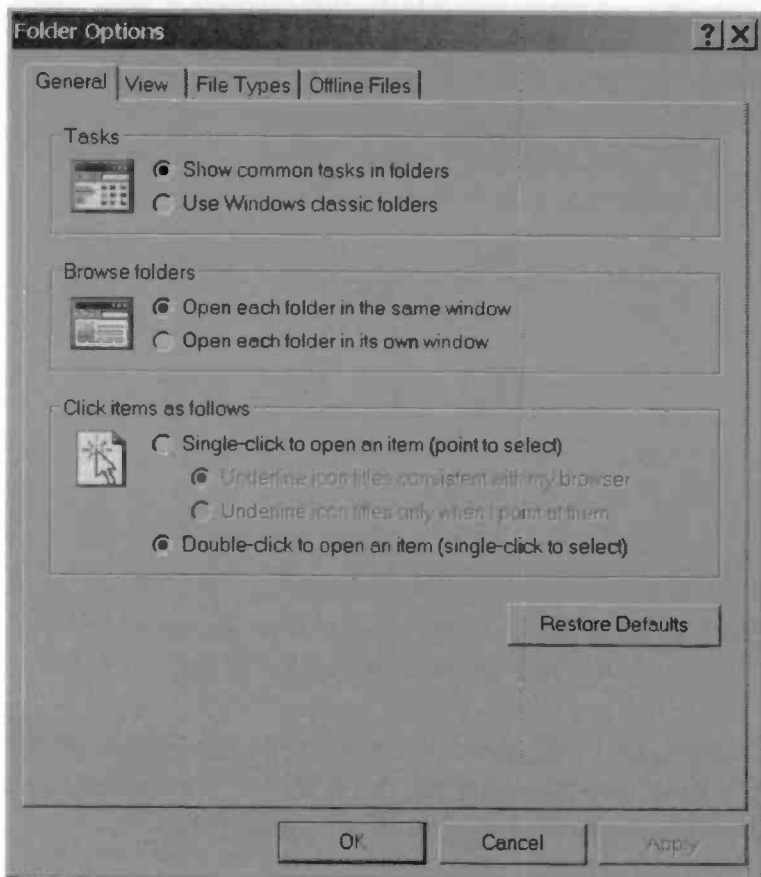 Folder Options
General View File Types Offline Files
Tasks
Show common tasks in folders
Use Windows classic folders
Browse folders
Open each folder in the same window
Open each folder in its own window
Click items as follows
Single-click to open an item (point to select)
Underline icon titles consistent with my browser
Underline icon titles only when I point at them
Double-click to open an item (single-click to select)
Restore Defaults
OK Cancel Apply